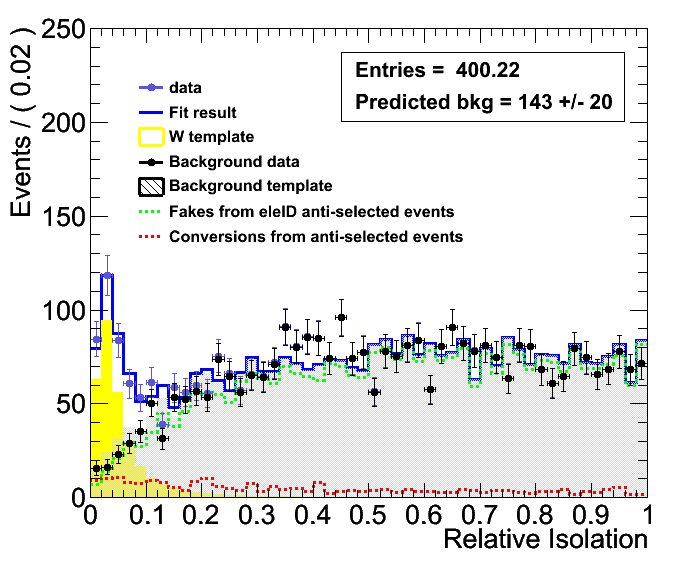 250
200
150
100
50
0
Events / ( 0.02 )
Entries =  400.22
Predicted bkg = 143 +/- 20
data
Fit result
W template
Background data
Background template
Fakes from eleID anti-selected events
Conversions from anti-selected events
0 0.1 0.2 0.3 0.4 0.5 0.6 0.7 0.8 0.9 1
Relative Isolation